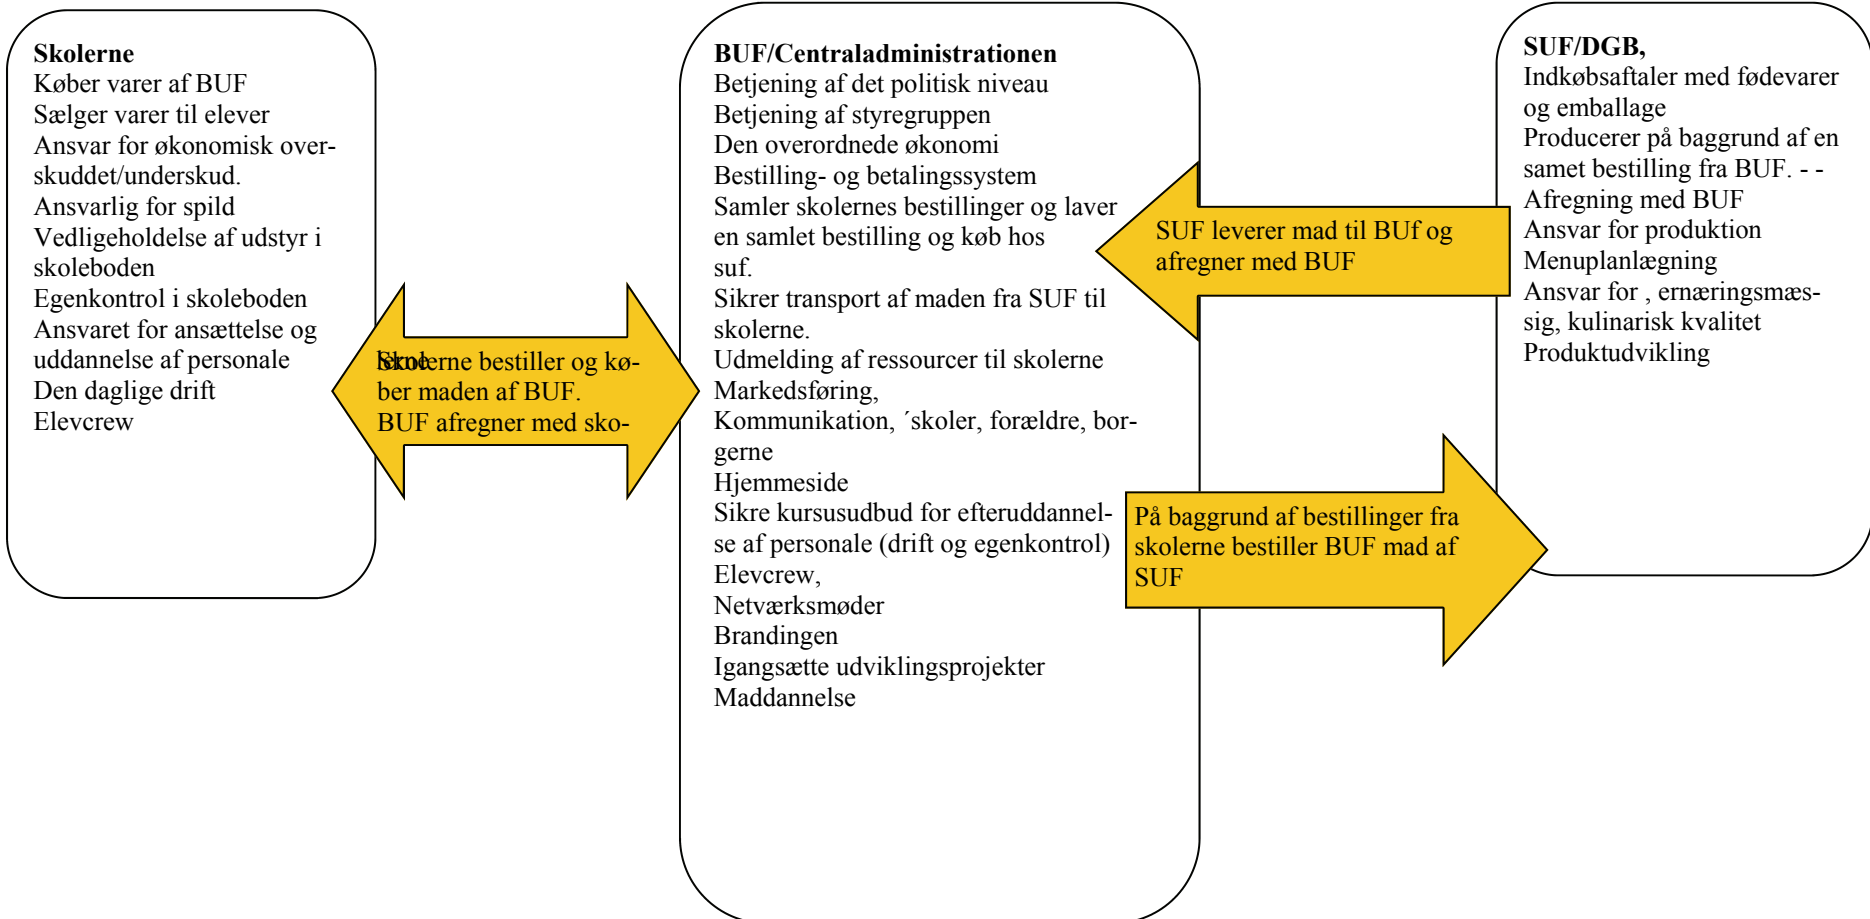 Skolerne
Køber varer af BUF
Sælger varer til elever
Ansvar for økonomisk over-
skuddet/underskud.
Ansvarlig for spild
Vedligeholdelse af udstyr i
skoleboden
Egenkontrol i skoleboden
Ansvaret for ansættelse og
uddannelse af personale
Den daglige drift
Elevcrew
Skolerne bestiller og kø-
ber maden af BUF.
BUF afregner med sko-
lerne
BUF/Centraladministrationen
Betjening af det politisk niveau
Betjening af styregruppen
Den overordnede økonomi
Bestilling- og betalingssystem
Samler skolernes bestillinger og laver
en samlet bestilling og køb hos
suf.
Sikrer transport af maden fra SUF til
skolerne.
Udmelding af ressourcer til skolerne
Markedsføring,
Kommunikation, ´skoler, forældre, bor-
gerne
Hjemmeside
Sikre kursusudbud for efteruddannel-
se af personale (drift og egenkontrol)
Elevcrew,
Netværksmøder
Brandingen
Igangsætte udviklingsprojekter
Maddannelse
SUF leverer mad til BUf og
afregner med BUF
På baggrund af bestillinger fra
skolerne bestiller BUF mad af
SUF
SUF/DGB,
Indkøbsaftaler med fødevarer
og emballage
Producerer på baggrund af en
samet bestilling fra BUF. - -
Afregning med BUF
Ansvar for produktion
Menuplanlægning
Ansvar for , ernæringsmæs-
sig, kulinarisk kvalitet
Produktudvikling